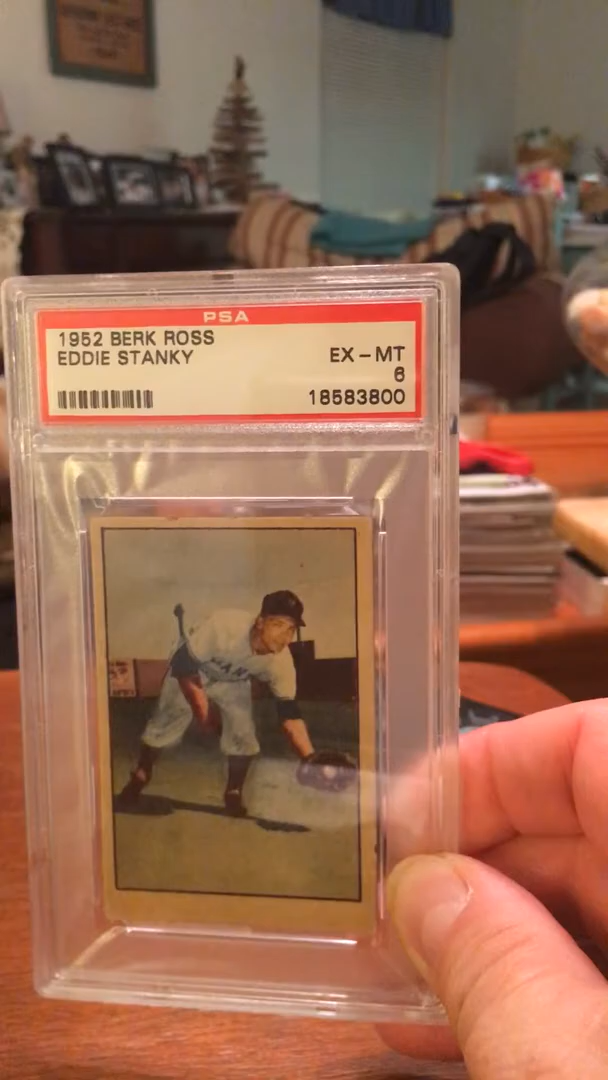 PSA
1952 BERK ROSS
EDDIE STANKY
EX-MT
6
18583800